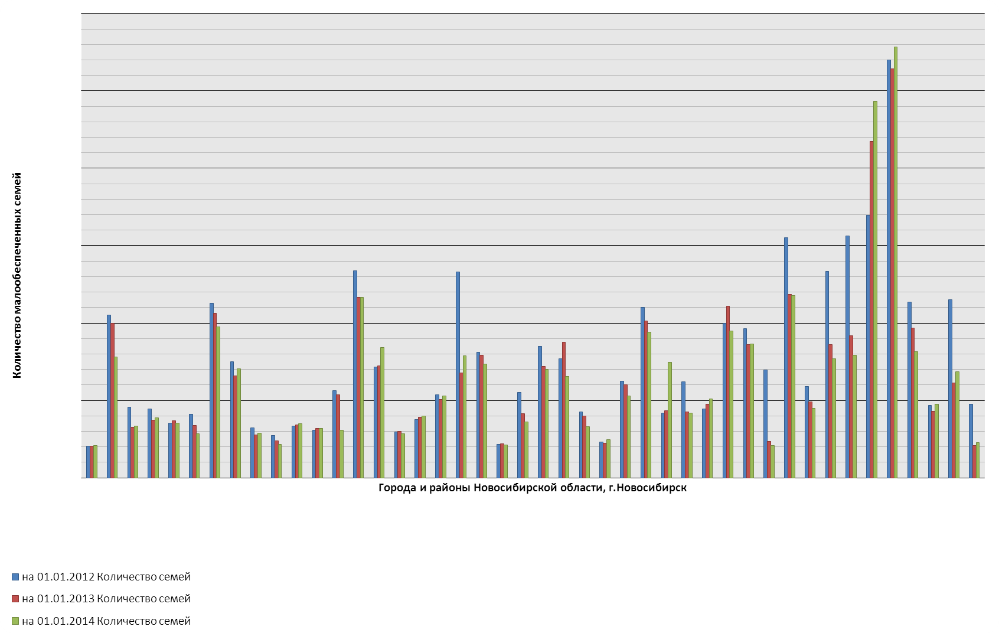 Количество малообеспеченных семей
Города и районы Новосибирской области, г.Новосибирск
на 01.01.2012 Количество семей
на 01.01.2013 Количество семей
на 01.01.2014 Количество семей